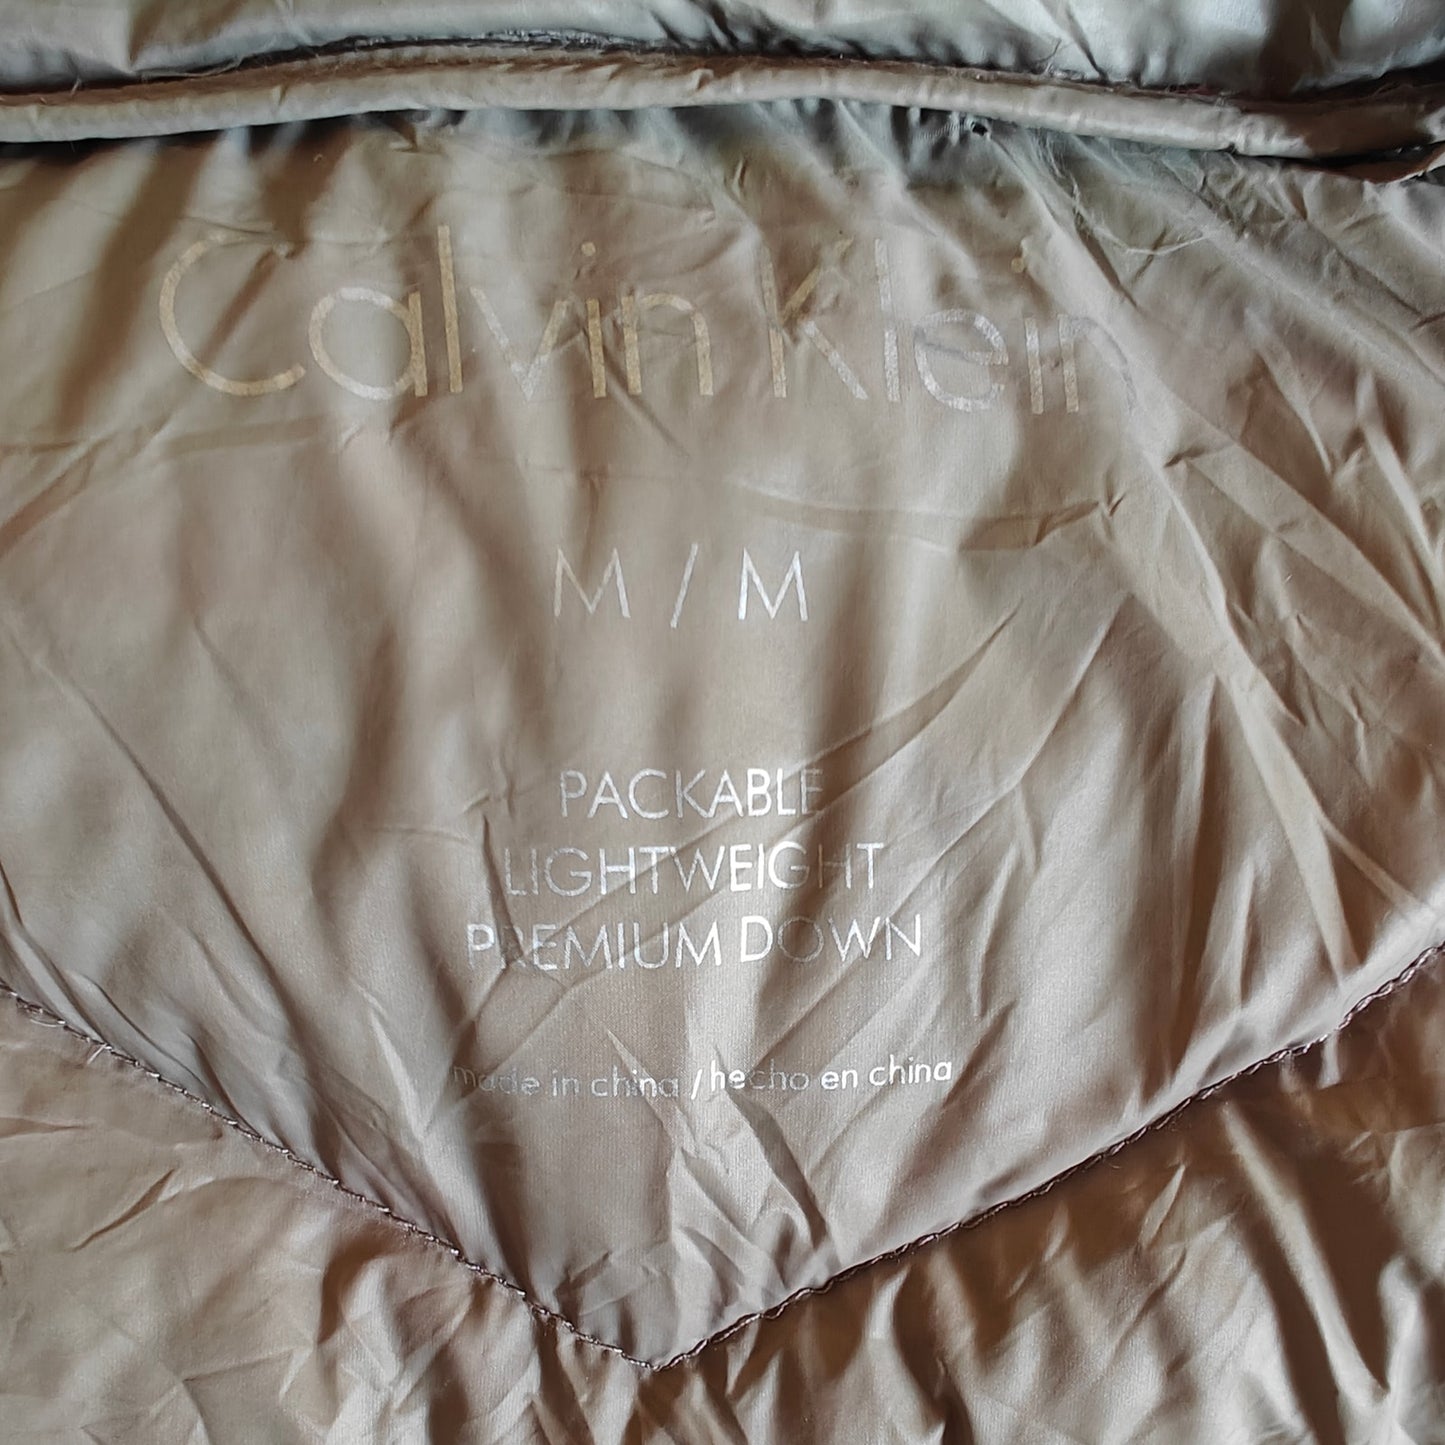 Calvin Klein
M / M
PACKABLE
LIGHTWEIGHT
PREMIUM DOWN
made in china / hecho en china